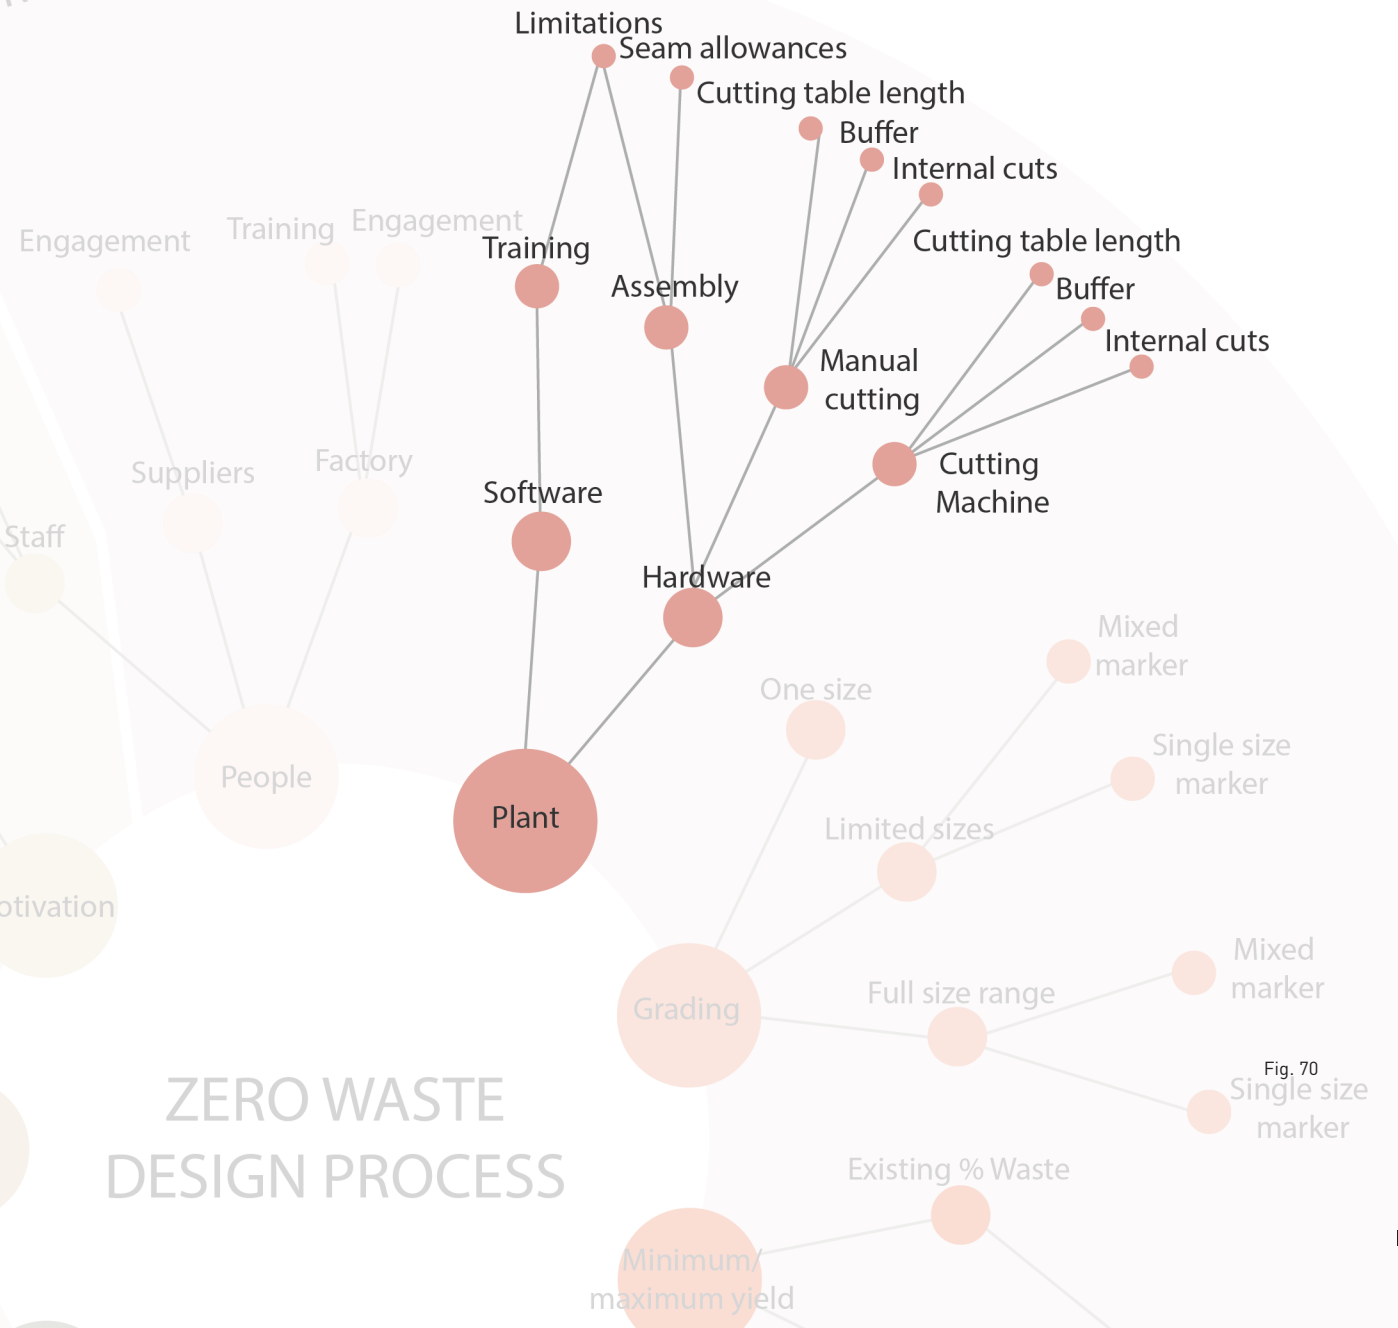 Limitations
Seam allowances
Cutting table length
Buffer
Internal cuts
Engagement
Training
Engagement
Training
Assembly
Cutting table length
Buffer
Internal cuts
Manual
cutting
Suppliers
Factory
Software
Cutting
Machine
Staff
Hardware
Mixed
marker
One size
Single size
marker
People
Plant
Limited sizes
otivation
Mixed
marker
Grading
Full size range
Fig. 70
Single size
marker
ZERO WASTE
DESIGN PROCESS
Existing % Waste
Minimum/
maximum yield